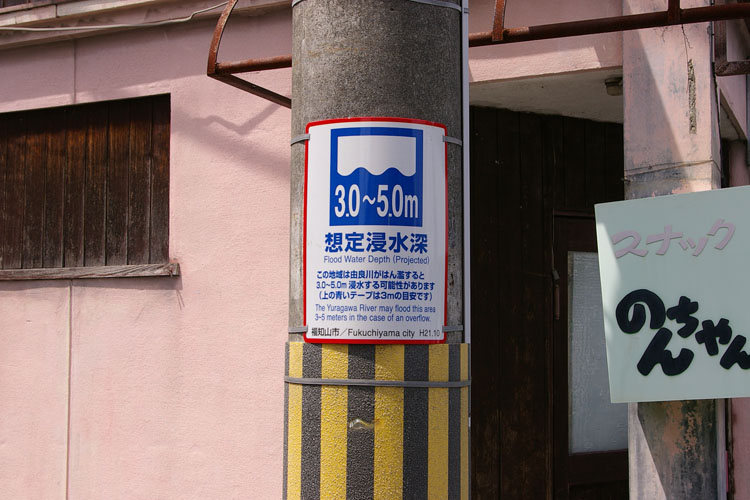 3.0～5.0m
想定浸水深
Flood Water Depth (Projected)
この地域は由良川がはん濫すると
3.0～5.0m 浸水する可能性があります
(上の青いテープは3mの目安です)
The Yuragawa River may flood this area
3~5 meters in the case of an overflow.
福知山市／Fukuchiyama city H21.10
スナック
のんちゃん